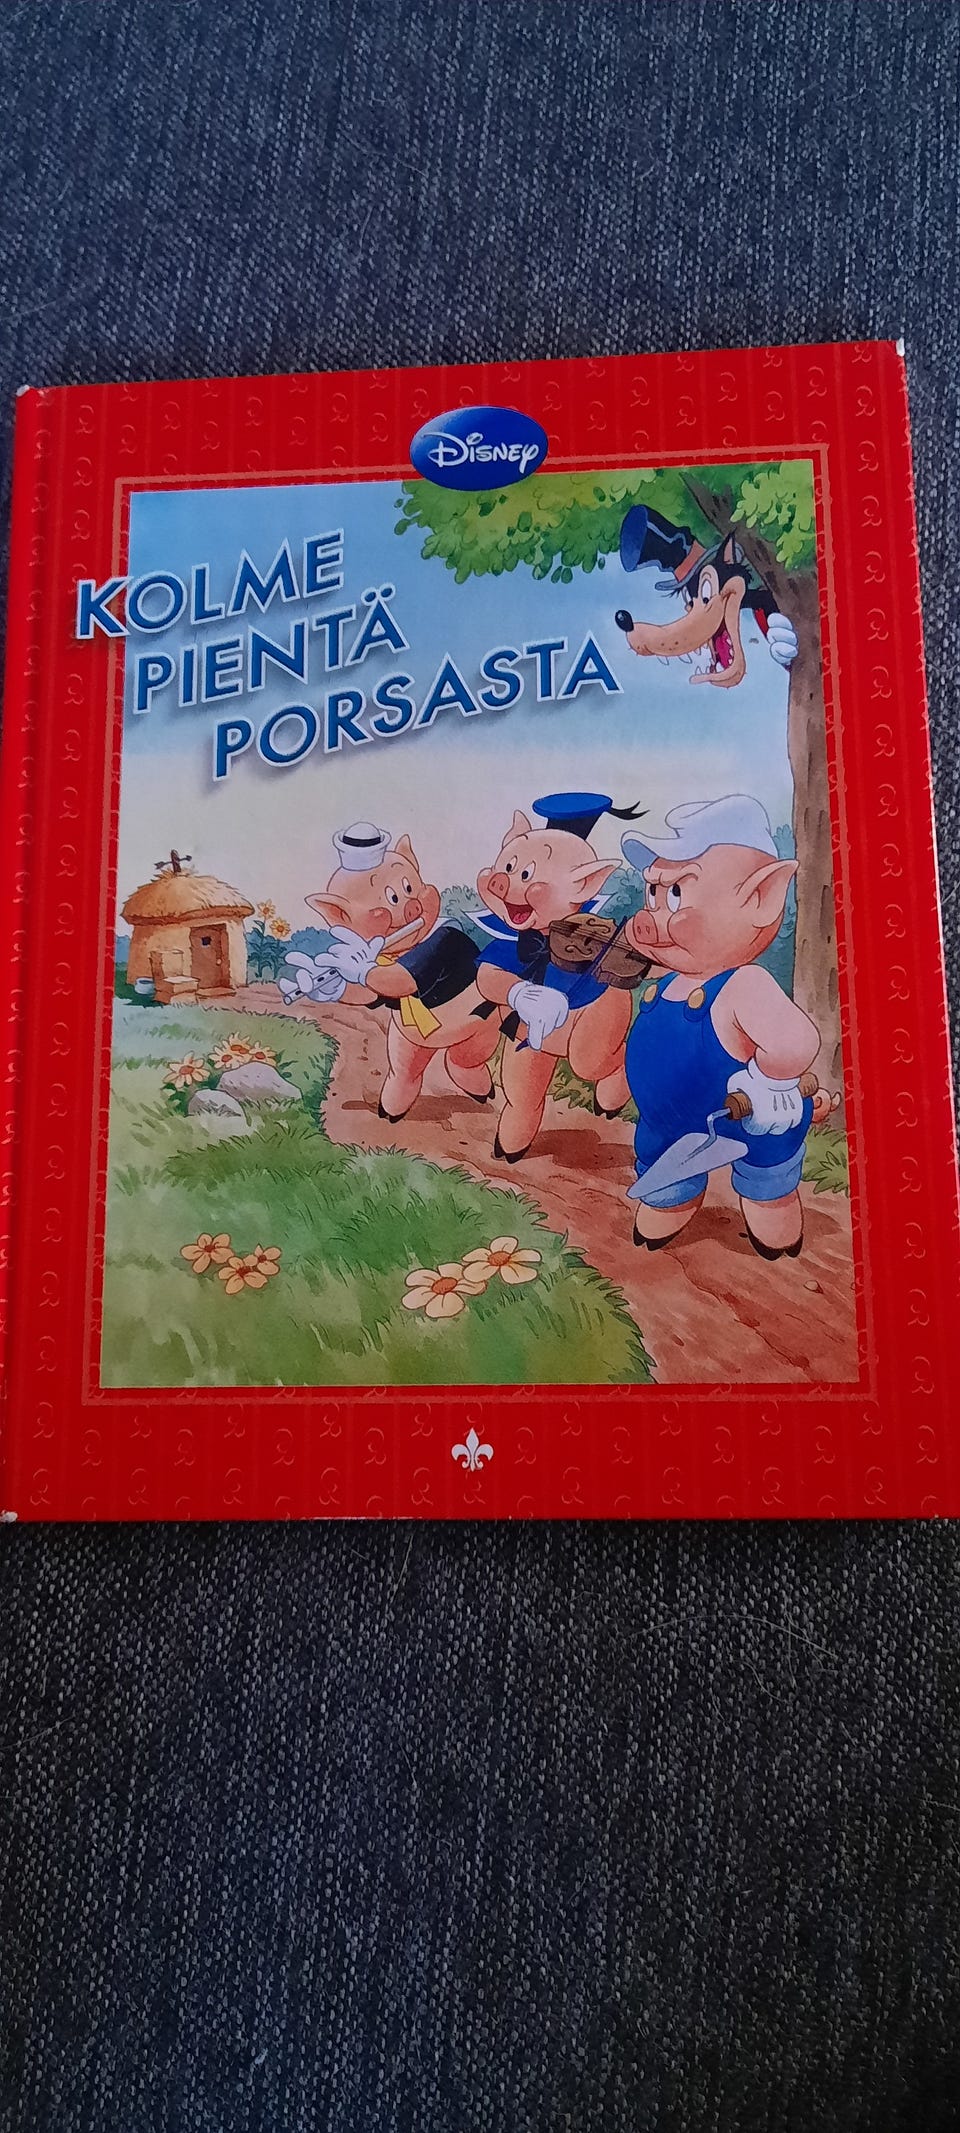 Disney
KOLME
PIENTÄ
PORSASTA